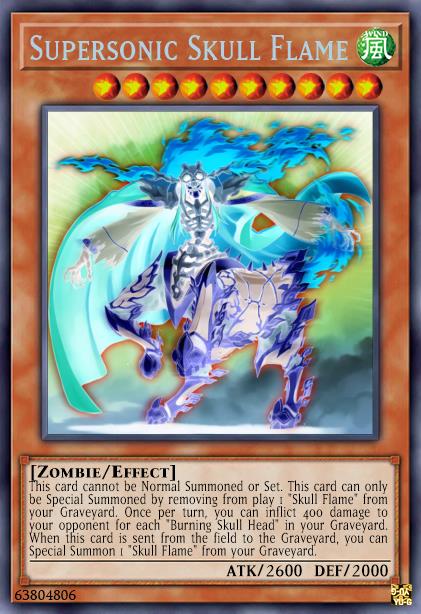 Supersonic Skull Flame
WIND
風
[Zombie/Effect]
This card cannot be Normal Summoned or Set. This card can only
be Special Summoned by removing from play 1 "Skull Flame" from
your Graveyard. Once per turn, you can inflict 400 damage to
your opponent for each "Burning Skull Head" in your Graveyard.
When this card is sent from the field to the Graveyard, you can
Special Summon 1 "Skull Flame" from your Graveyard.
ATK/2600 DEF/2000
63804806